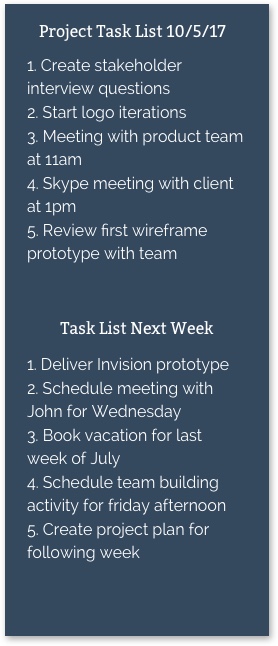 Project Task List 10/5/17
1. Create stakeholder
interview questions
2. Start logo iterations
3. Meeting with product team
at 11am
4. Skype meeting with client
at 1pm
5. Review first wireframe
prototype with team
Task List Next Week
1. Deliver Invision prototype
2. Schedule meeting with
John for Wednesday
3. Book vacation for last
week of July
4. Schedule team building
activity for friday afternoon
5. Create project plan for
following week